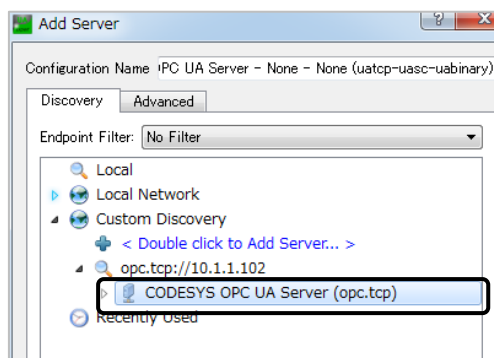 Add Server
Configuration Name PC UA Server - None - None (uatcp-uasc-uabinary)
Discovery Advanced
Endpoint Filter: No Filter
Local
Local Network
Custom Discovery
< Double click to Add Server... >
opc.tcp://10.1.1.102
CODESYS OPC UA Server (opc.tcp)
Recently Used